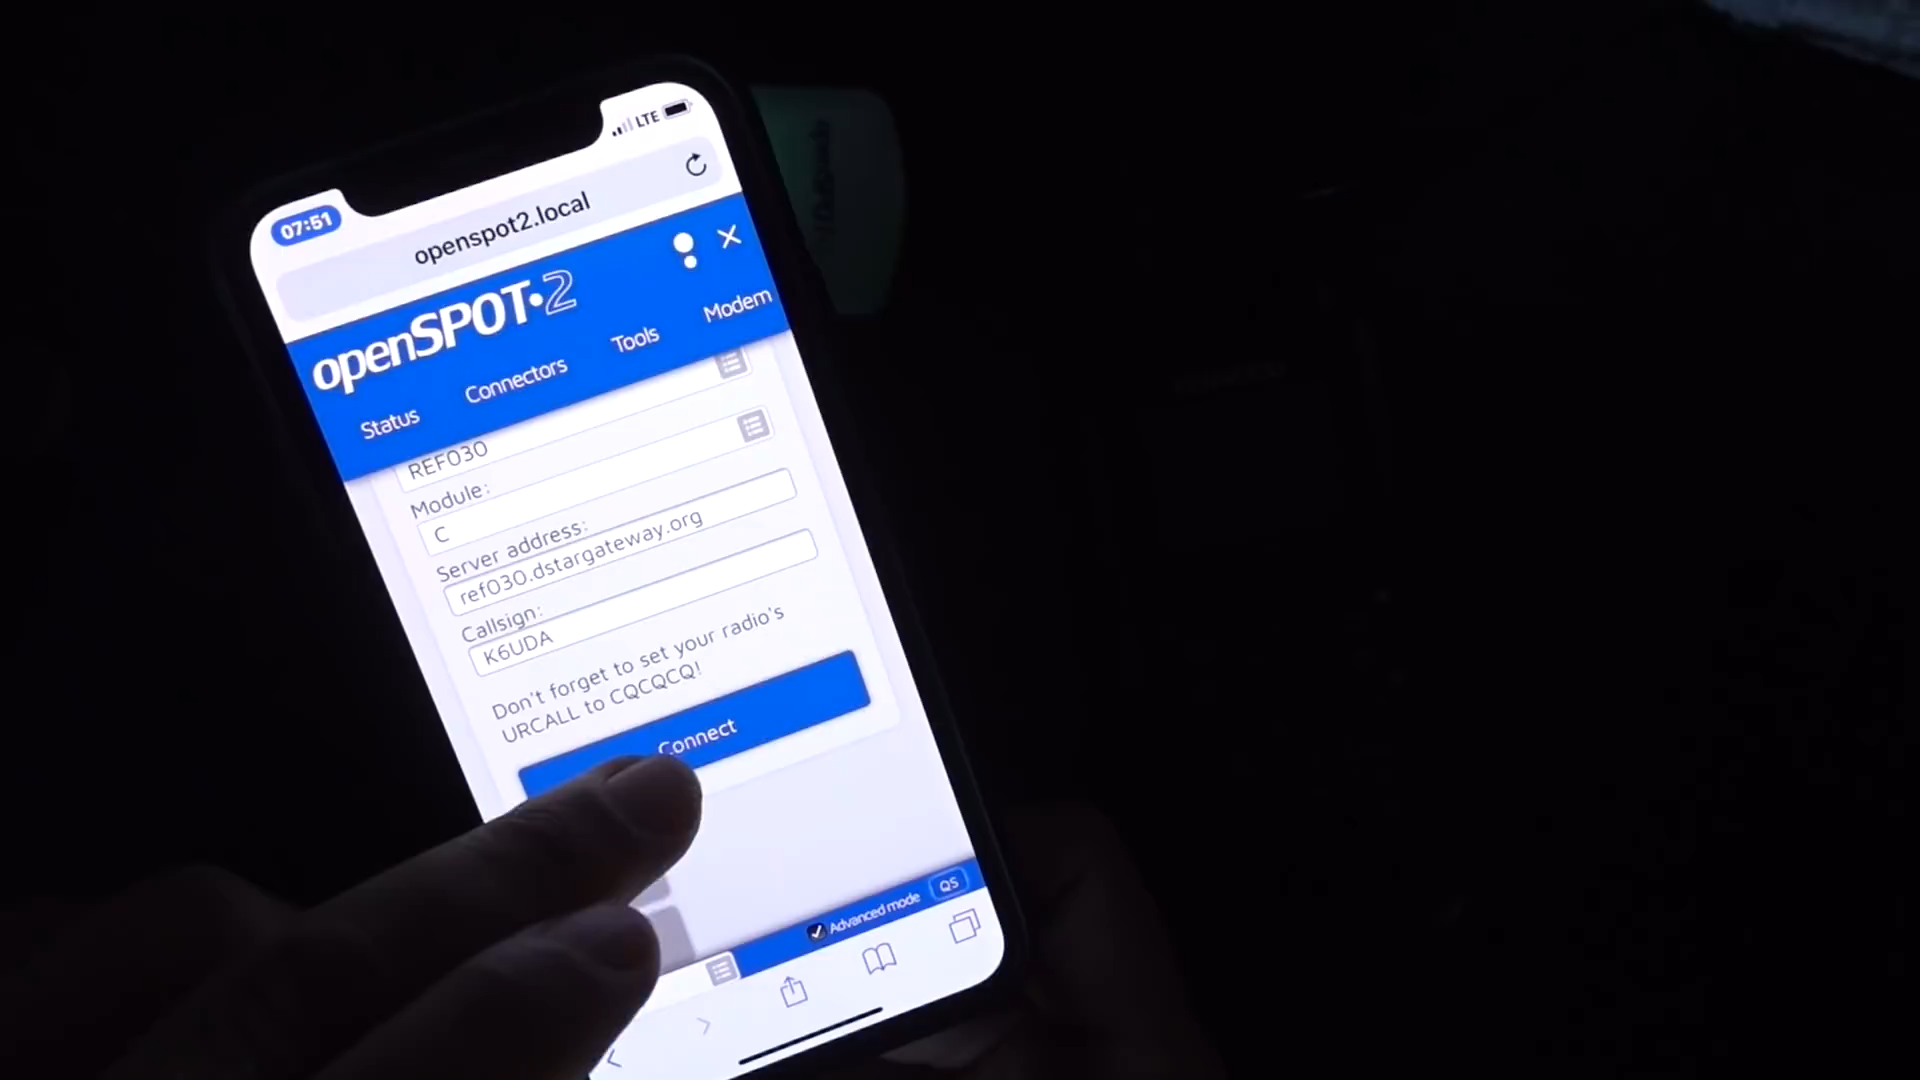 07:51 LTE
openspot2.local
openSPOT•2
Status Connectors Tools Modem
REF030
Module:
C
Server address:
ref030.dstargateway.org
Callsign:
K6UDA
Don't forget to set your radio's
URCALL to CQCQCQ!
Connect
Advanced mode QS